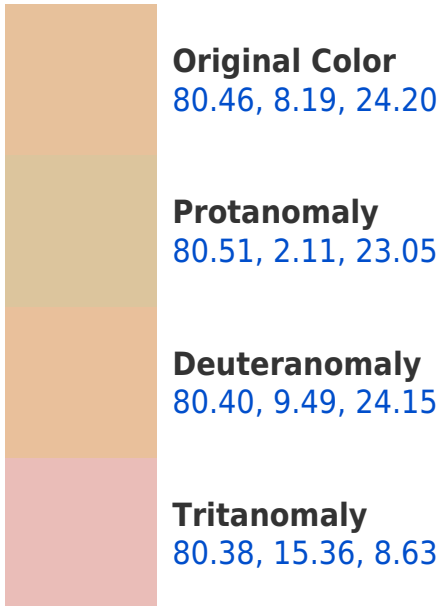 Original Color
80.46, 8.19, 24.20
Protanomaly
80.51, 2.11, 23.05
Deuteranomaly
80.40, 9.49, 24.15
Tritanomaly
80.38, 15.36, 8.63